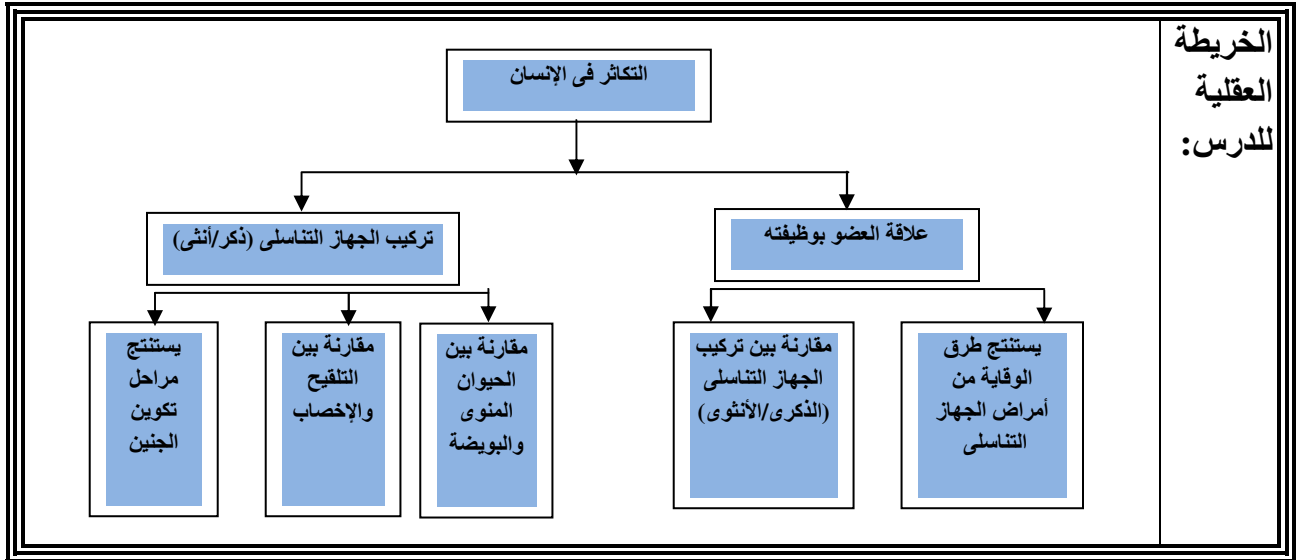 الخريطة
العقلية
للدرس:
التكاثر فى الإنسان
علاقة العضو بوظيفته
تركيب الجهاز التناسلى (ذكر/أنثى)
يستنتج طرق
الوقاية من
أمراض الجهاز
التناسلى
مقارنة بين تركيب
الجهاز التناسلى
(الذكرى/الأنثوى)
مقارنة بين
الحيوان
المنوى
والبويضة
مقارنة بين
التلقيح
والإخصاب
يستنتج
مراحل
تكوين
الجنين